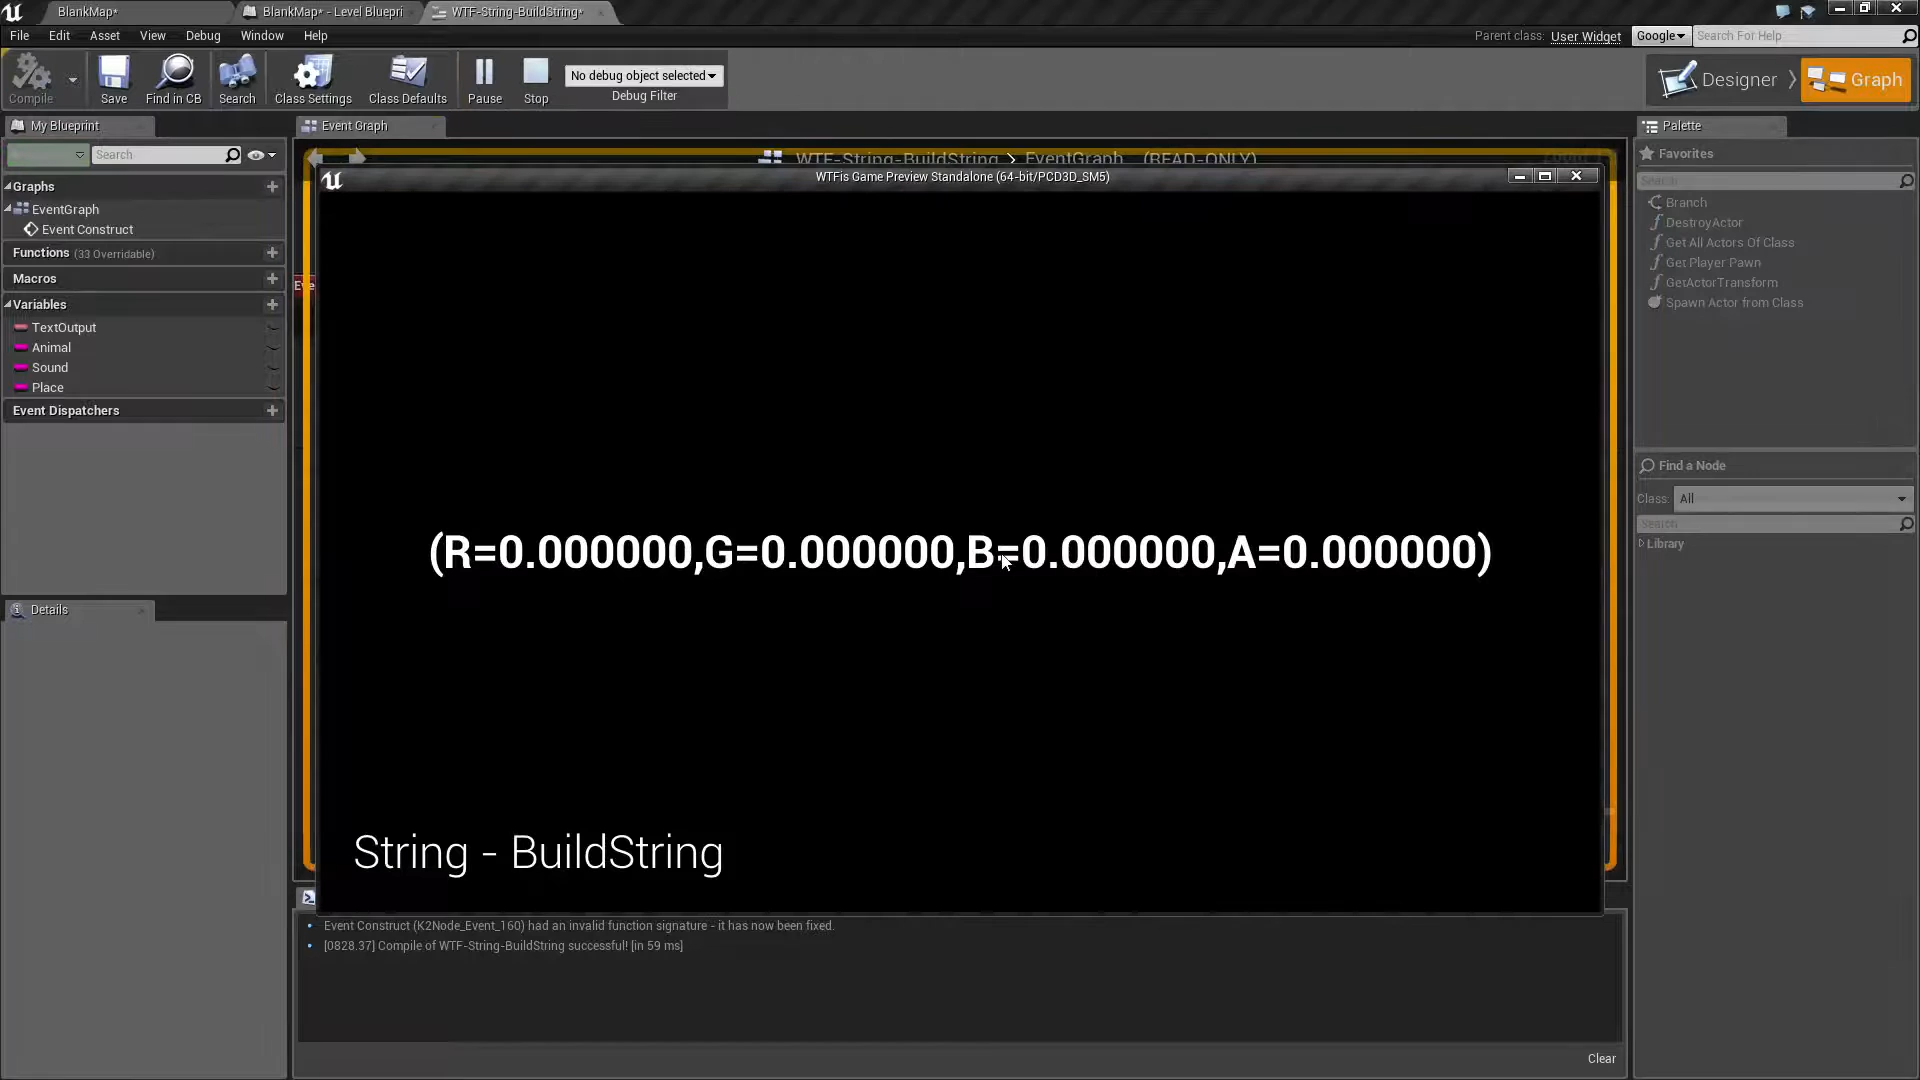 BlankMap*
BlankMap* - Level Bluepri
WTF-String-BuildString*
File Edit Asset View Debug Window Help
Parent class: User Widget
Google
Search For Help
Compile
Save
Find in CB
Search
Class Settings
Class Defaults
Pause
Stop
No debug object selected
Debug Filter
Designer
Graph
My Blueprint
Search
Graphs
EventGraph
Event Construct
Functions (33 Overridable)
Macros
Variables
TextOutput
Animal
Sound
Place
Event Dispatchers
Details
Event Graph
WTF-String-BuildString > EventGraph (READ-ONLY)
WTFis Game Preview Standalone (64-bit/PCD3D_SM5)
Eve
(R=0.000000,G=0.000000,B=0.000000,A=0.000000)
String - BuildString
Event Construct (K2Node_Event_160) had an invalid function signature - it has now been fixed.
[0828.37] Compile of WTF-String-BuildString successful! [in 59 ms]
Clear
Palette
Favorites
Search
Branch
DestroyActor
Get All Actors Of Class
Get Player Pawn
GetActorTransform
Spawn Actor from Class
Find a Node
Class: All
Search
Library